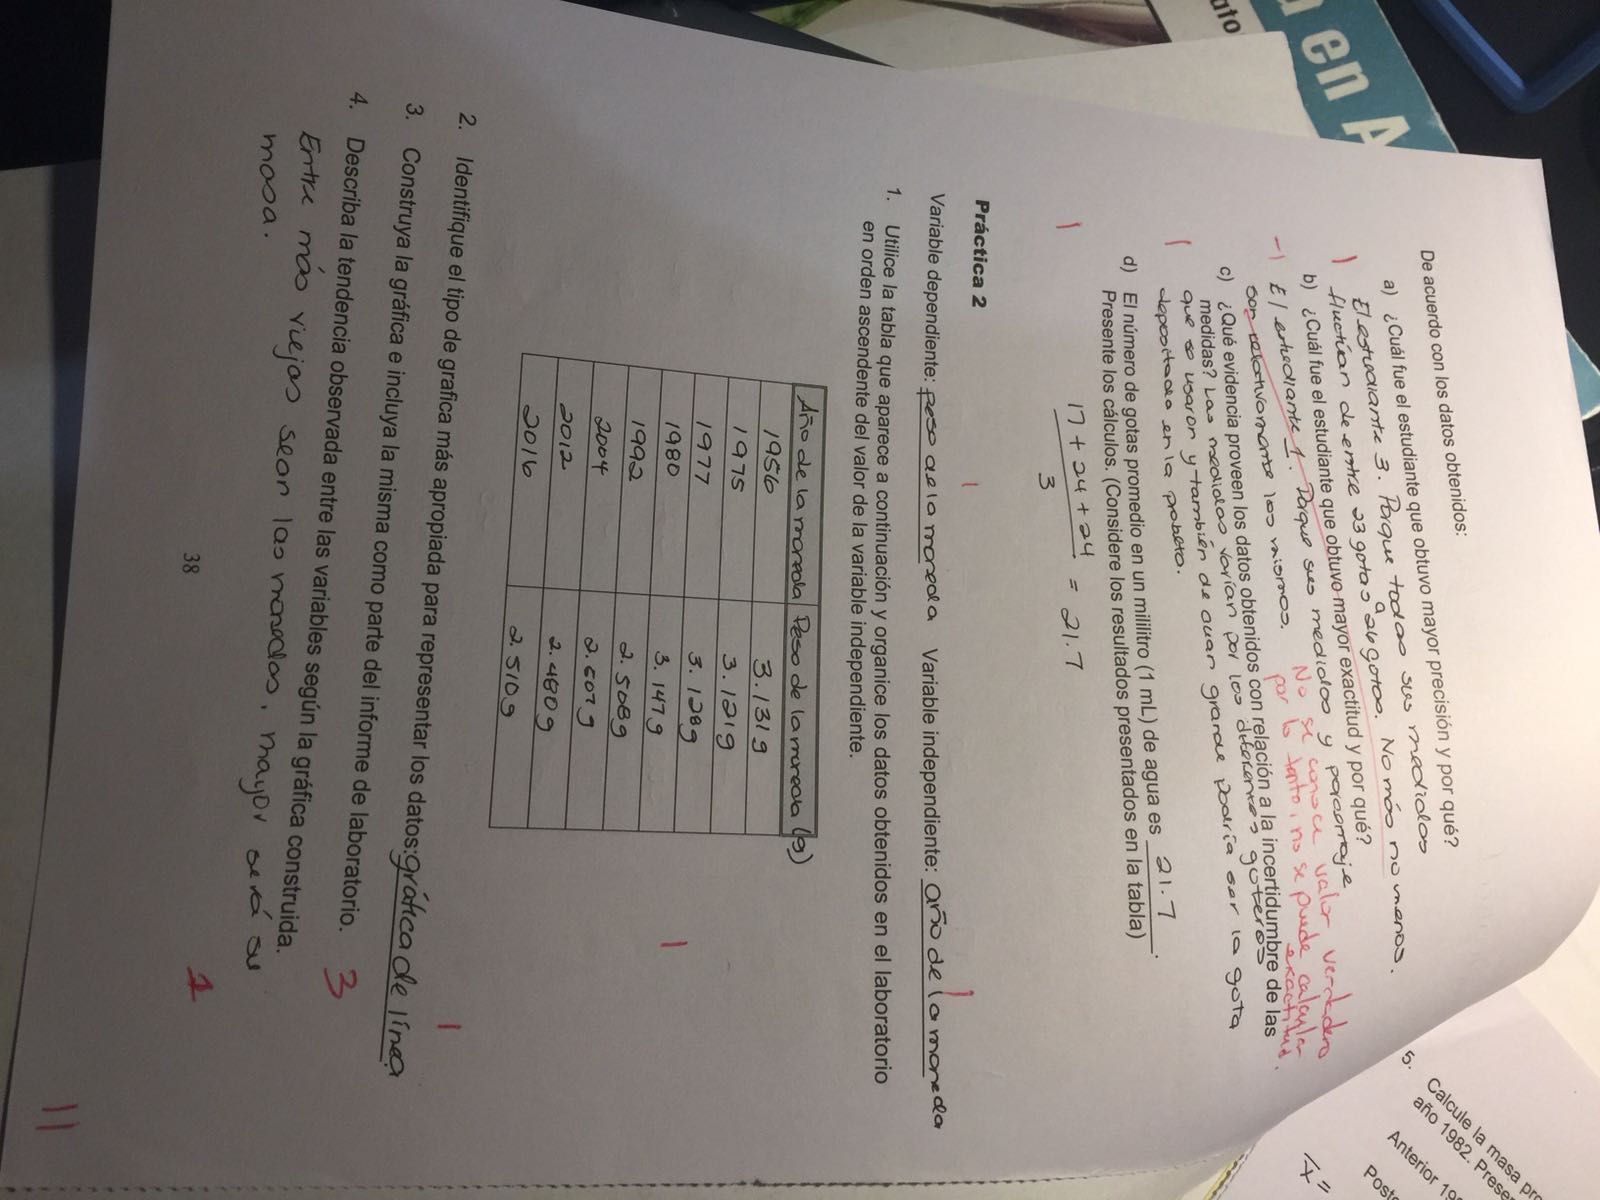 en A
ato
De acuerdo con los datos obtenidos:
a) ¿Cuál fue el estudiante que obtuvo mayor precisión y por qué?
El estudiante 3. Porque todas sus medidas
1 fluctúan de entre 23 gotas a 26 gotas. No más no menos.
b) ¿Cuál fue el estudiante que obtuvo mayor exactitud y por qué?
-1 El estudiante 1. Porque sus medidas y porcentaje
son relativamente los mismos.
No se conoce valor verdadero
por lo tanto, no se puede calcular
exactitud.
c) ¿Qué evidencia proveen los datos obtenidos con relación a la incertidumbre de las
medidas? Las medidas varían por los diferentes goteros
1 que se usaron y también de cuan grande podría ser la gota
depositada en la probeta.
d) El número de gotas promedio en un mililitro (1 mL) de agua es 21.7.
Presente los cálculos. (Considere los resultados presentados en la tabla)
1
17 + 24 + 24
3
= 21.7
Práctica 2
1 1
Variable dependiente: peso de la moneda Variable independiente: año de la moneda
1. Utilice la tabla que aparece a continuación y organice los datos obtenidos en el laboratorio
en orden ascendente del valor de la variable independiente.
Año de la moneda Peso de la moneda (g)
1956 3.131g
1975 3.121g
1977 3.128g
1980 3.147g
1992 2.508g
2004 2.607g
2012 2.480g
2016 2.510g
1
2. Identifique el tipo de grafica más apropiada para representar los datos: gráfica de línea
1
3. Construya la gráfica e incluya la misma como parte del informe de laboratorio.
3
4. Describa la tendencia observada entre las variables según la gráfica construida.
Entre más viejas sean las monedas, mayor será su
masa.
1
38
11
5. Calcule la masa pro
año 1982. Prese
Anterior 19
Poste
x̄ =